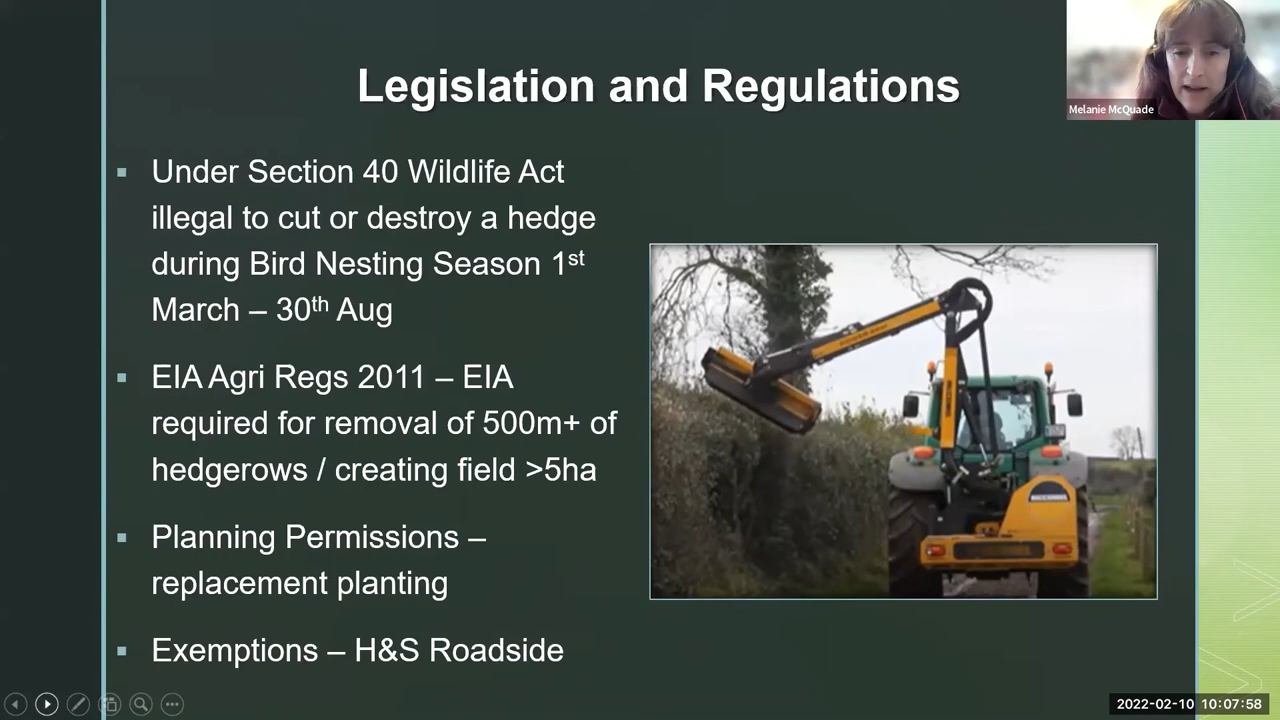 Legislation and Regulations
Melanie McQuade
Under Section 40 Wildlife Act
illegal to cut or destroy a hedge
during Bird Nesting Season 1st
March – 30th Aug
EIA Agri Regs 2011 – EIA
required for removal of 500m+ of
hedgerows / creating field >5ha
Planning Permissions –
replacement planting
Exemptions – H&S Roadside
2022-02-10 10:07:58